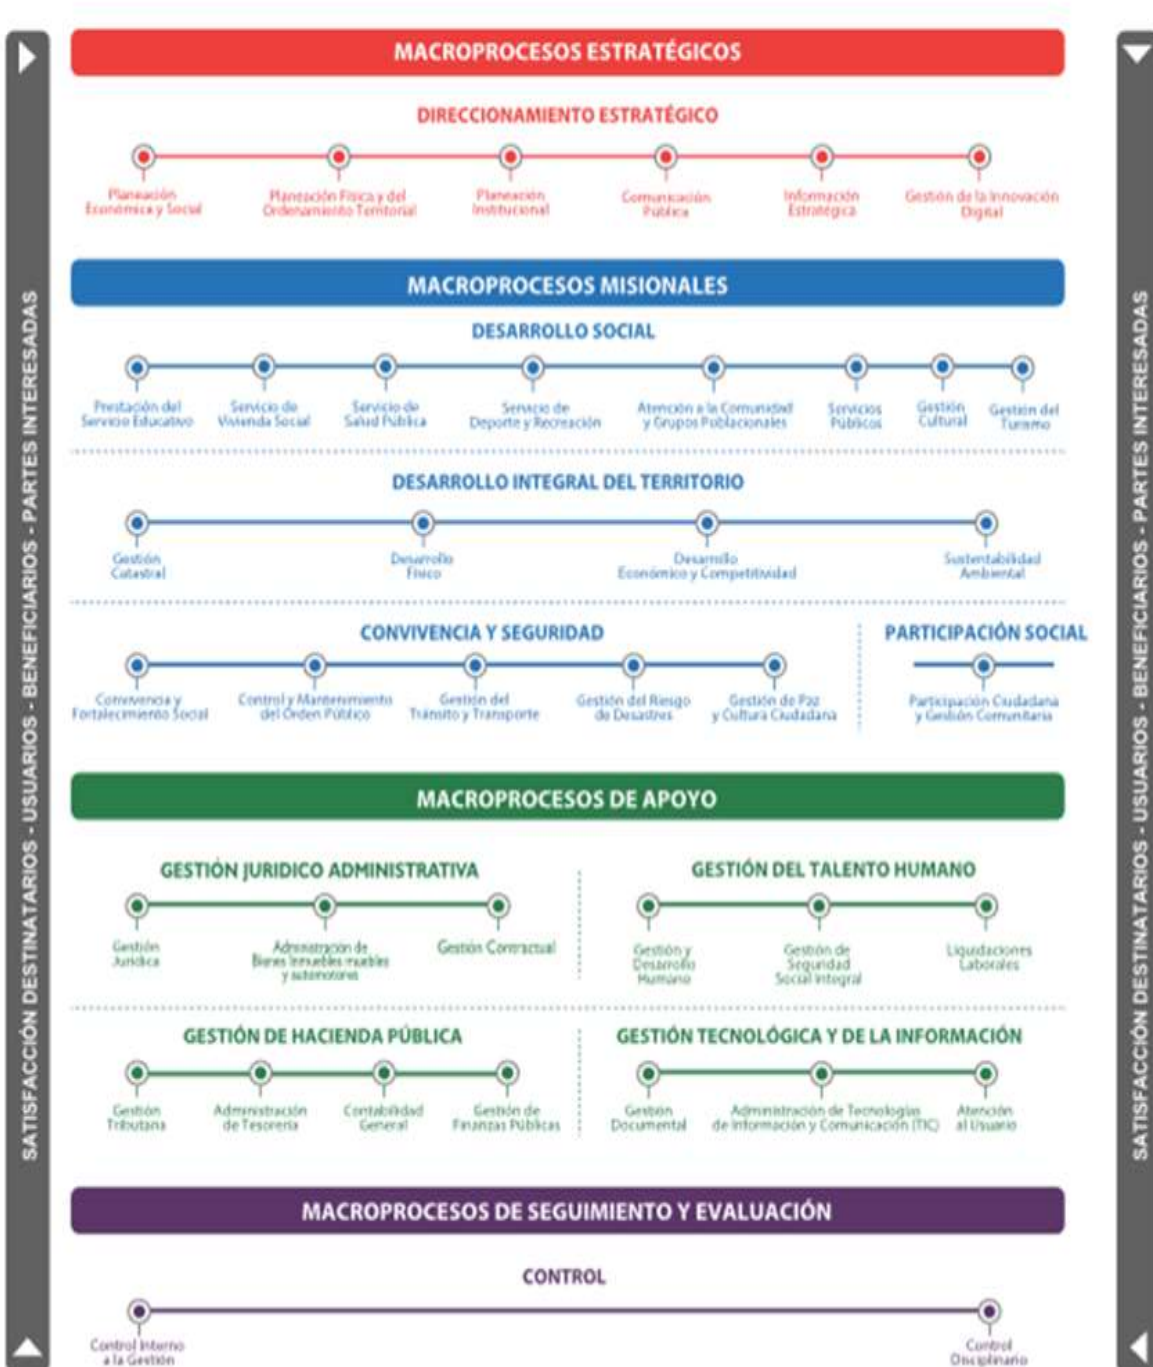 SATISFACCIÓN DESTINATARIOS - USUARIOS - BENEFICIARIOS - PARTES INTERESADAS
MACROPROCESOS ESTRATÉGICOS
DIRECCIONAMIENTO ESTRATÉGICO
Planeación
Económica y Social
Planeación Física y del
Ordenamiento Territorial
Planeación
Institucional
Comunicación
Pública
Información
Estratégica
Gestión de la Innovación
Digital
MACROPROCESOS MISIONALES
DESARROLLO SOCIAL
Prestación del
Servicio Educativo
Servicio de
Vivienda Social
Servicio de
Salud Pública
Servicio de
Deporte y Recreación
Atención a la Comunidad
y Grupos Poblacionales
Servicios
Públicos
Gestión
Cultural
Gestión del
Turismo
DESARROLLO INTEGRAL DEL TERRITORIO
Gestión
Catastral
Desarrollo
Físico
Desarrollo
Económico y Competitividad
Sustentabilidad
Ambiental
CONVIVENCIA Y SEGURIDAD
Convivencia y
Fortalecimiento Social
Control y Mantenimiento
del Orden Público
Gestión del
Tránsito y Transporte
Gestión del Riesgo
de Desastres
Gestión de Paz
y Cultura Ciudadana
PARTICIPACIÓN SOCIAL
Participación Ciudadana
y Gestión Comunitaria
MACROPROCESOS DE APOYO
GESTIÓN JURIDICO ADMINISTRATIVA
Gestión
Jurídica
Administración de
Bienes Inmuebles muebles
y automotores
Gestión Contractual
GESTIÓN DEL TALENTO HUMANO
Gestión y
Desarrollo
Humano
Gestión de
Seguridad
Social Integral
Liquidaciones
Laborales
GESTIÓN DE HACIENDA PÚBLICA
Gestión
Tributaria
Administración
de Tesorería
Contabilidad
General
Gestión de
Finanzas Públicas
GESTIÓN TECNOLÓGICA Y DE LA INFORMACIÓN
Gestión
Documental
Administración de Tecnologías
de Información y Comunicación (TIC)
Atención
al Usuario
MACROPROCESOS DE SEGUIMIENTO Y EVALUACIÓN
CONTROL
Control Interno
a la Gestión
Control
Disciplinario
SATISFACCIÓN DESTINATARIOS - USUARIOS - BENEFICIARIOS - PARTES INTERESADAS